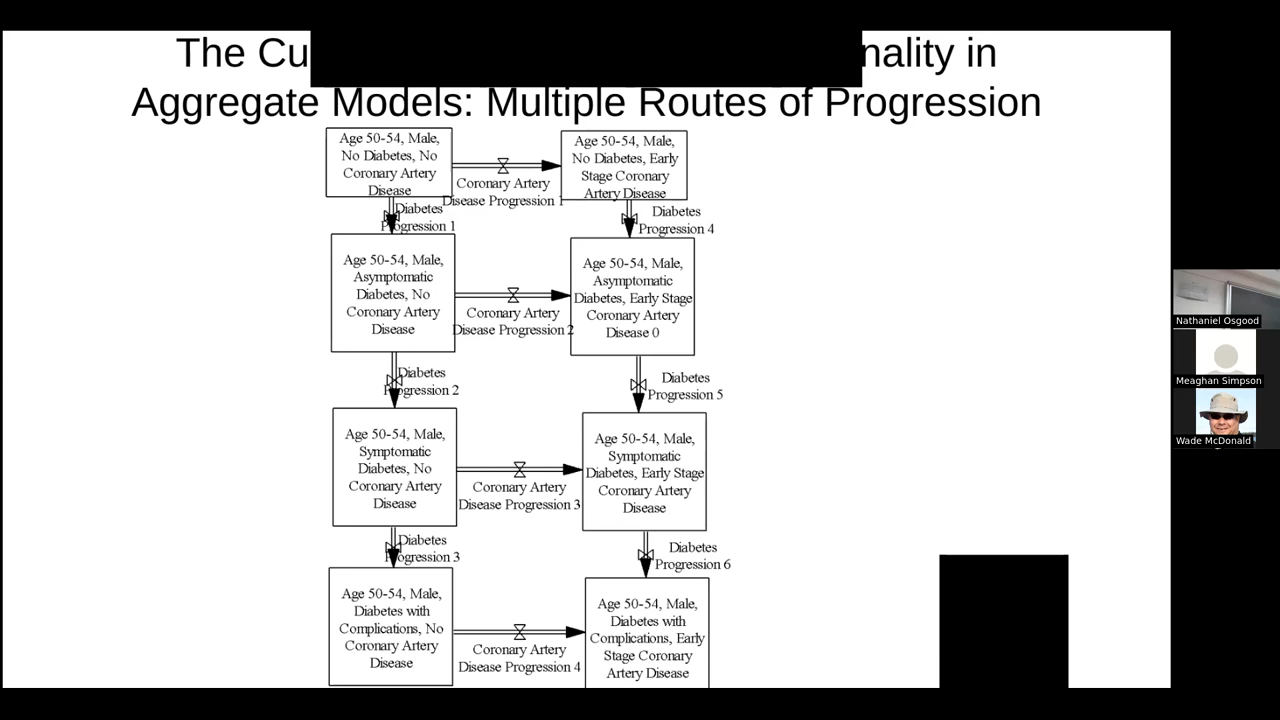 The Cu nality in
Aggregate Models: Multiple Routes of Progression
Age 50-54, Male,
No Diabetes, No
Coronary Artery
Disease
Coronary Artery
Disease Progression 1
Age 50-54, Male,
No Diabetes, Early
Stage Coronary
Artery Disease
Diabetes
Progression 1
Diabetes
Progression 4
Age 50-54, Male,
Asymptomatic
Diabetes, No
Coronary Artery
Disease
Coronary Artery
Disease Progression 2
Age 50-54, Male,
Asymptomatic
Diabetes, Early Stage
Coronary Artery
Disease 0
Diabetes
Progression 2
Diabetes
Progression 5
Age 50-54, Male,
Symptomatic
Diabetes, No
Coronary Artery
Disease
Coronary Artery
Disease Progression 3
Age 50-54, Male,
Symptomatic
Diabetes, Early Stage
Coronary Artery
Disease
Diabetes
Progression 3
Diabetes
Progression 6
Age 50-54, Male,
Diabetes with
Complications, No
Coronary Artery
Disease
Coronary Artery
Disease Progression 4
Age 50-54, Male,
Diabetes with
Complications, Early
Stage Coronary
Artery Disease
Nathaniel Osgood
Meaghan Simpson
Wade McDonald